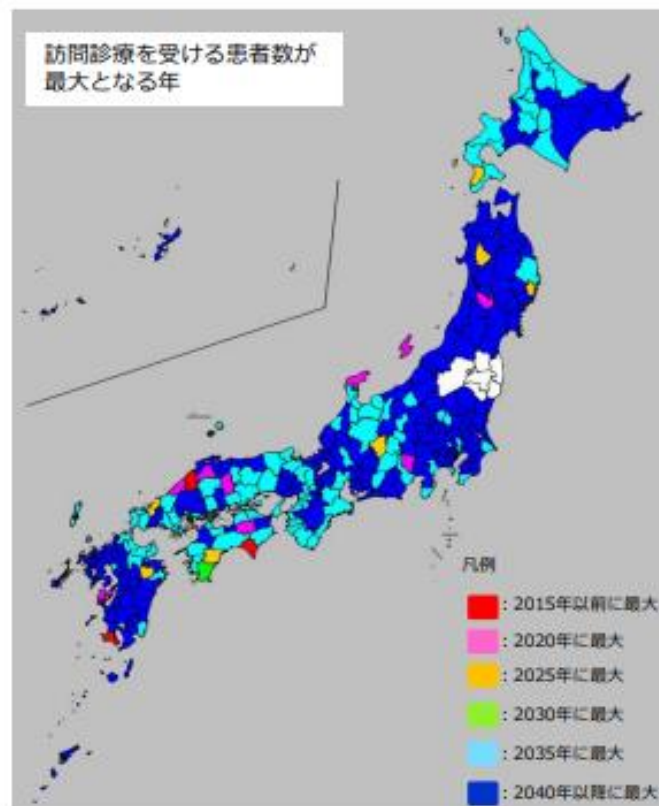 訪問診療を受ける患者数が
最大となる年
凡例
：2015年以前に最大
：2020年に最大
：2025年に最大
：2030年に最大
：2035年に最大
：2040年以降に最大